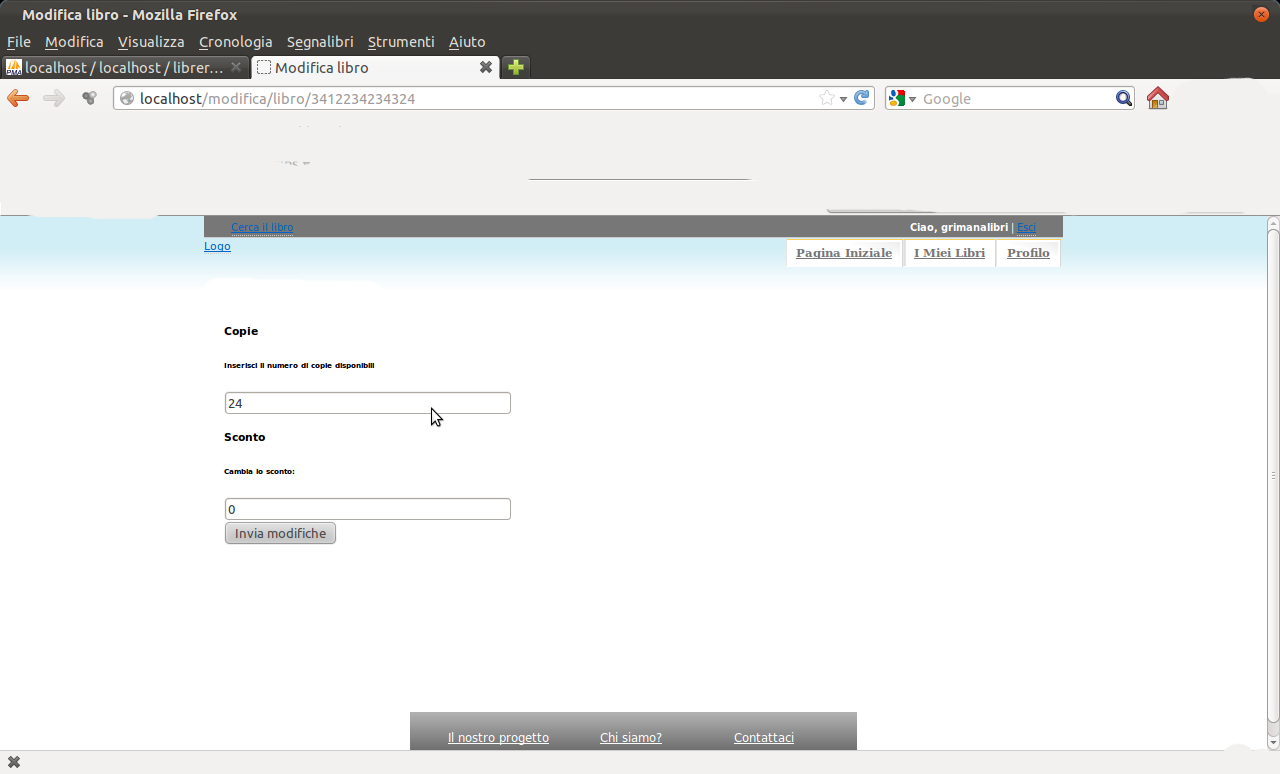 Modifica libro - Mozilla Firefox
File Modifica Visualizza Cronologia Segnalibri Strumenti Aiuto
localhost / localhost / librer... Modifica libro
localhost/modifica/libro/3412234234324 Google
Cerca il libro Ciao, grimanalibri | Esci
Logo
Pagina Iniziale I Miei Libri Profilo
Copie
Inserisci il numero di copie disponibili
24
Sconto
Cambia lo sconto:
0
Invia modifiche
Il nostro progetto Chi siamo? Contattaci